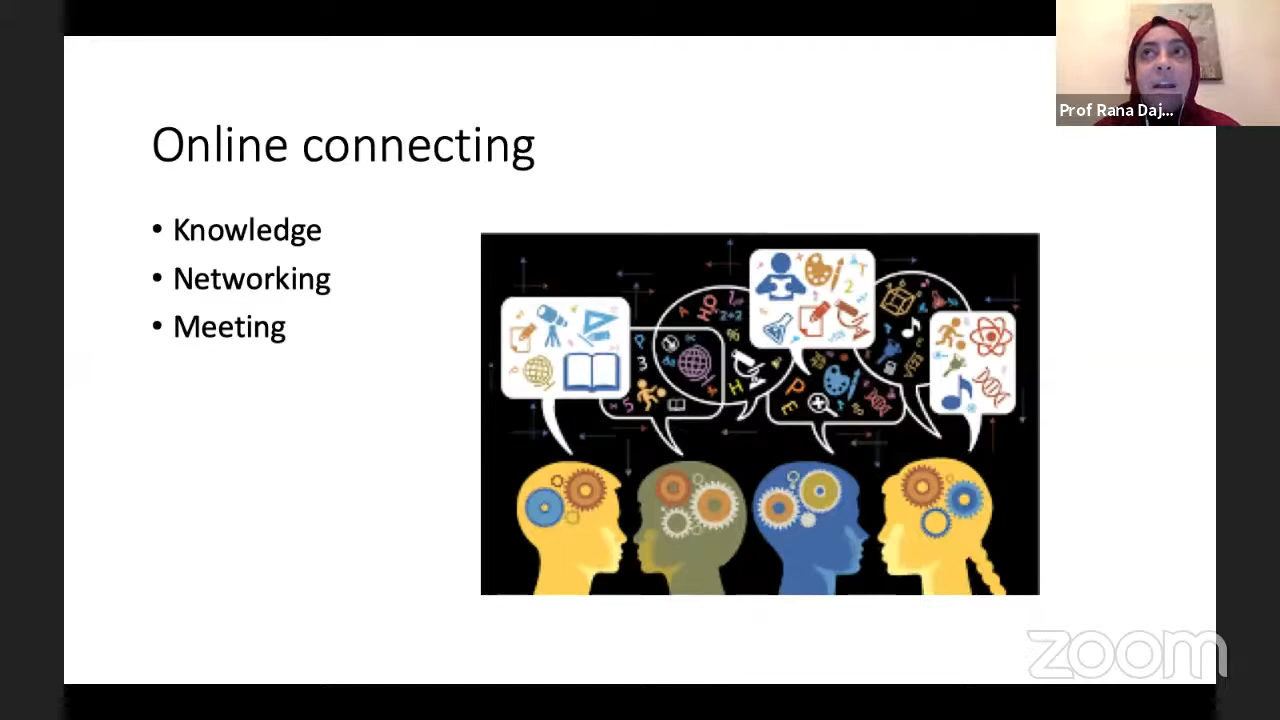 Prof Rana Daj...
Online connecting
• Knowledge
• Networking
• Meeting
zoom